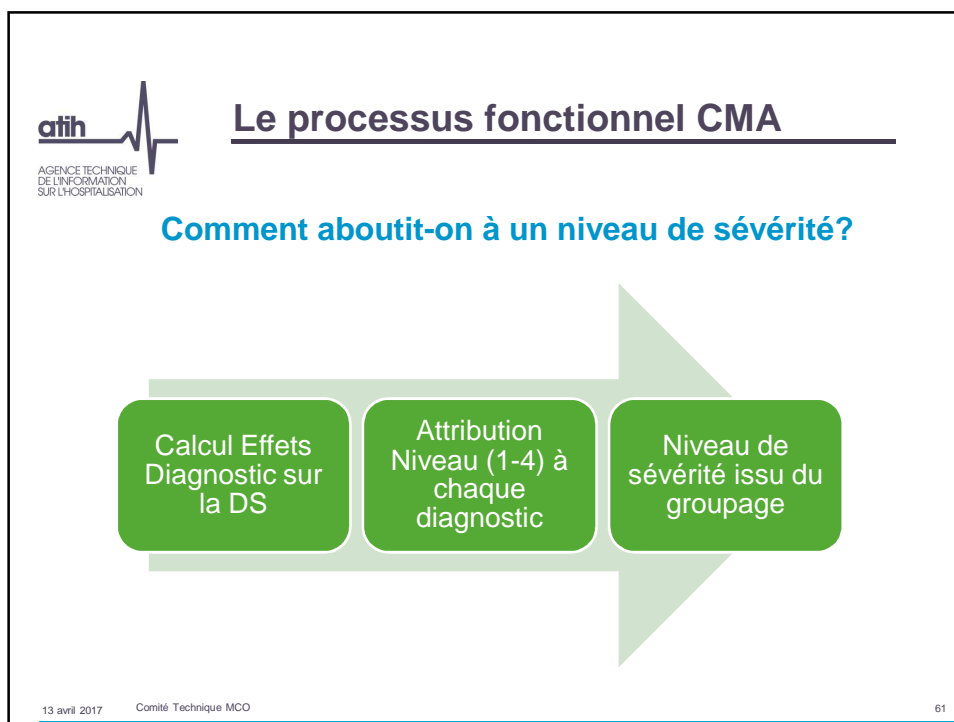 atih
AGENCE TECHNIQUE
DE L'INFORMATION
SUR L'HOSPITALISATION
Le processus fonctionnel CMA
Comment aboutit-on à un niveau de sévérité?
Calcul Effets
Diagnostic sur
la DS
Attribution
Niveau (1-4) à
chaque
diagnostic
Niveau de
sévérité issu du
groupage
13 avril 2017
Comité Technique MCO
61